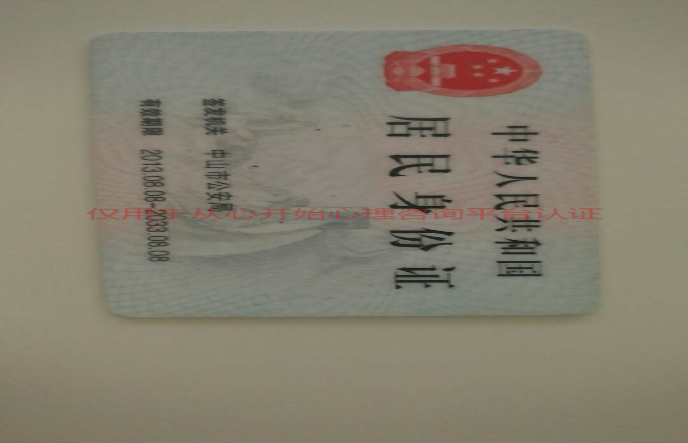 中华人民共和国
居民身份证
签发机关 中山市公安局
有效期限 2013.08.08-2033.08.08
仅用于从心开始心理咨询平台认证